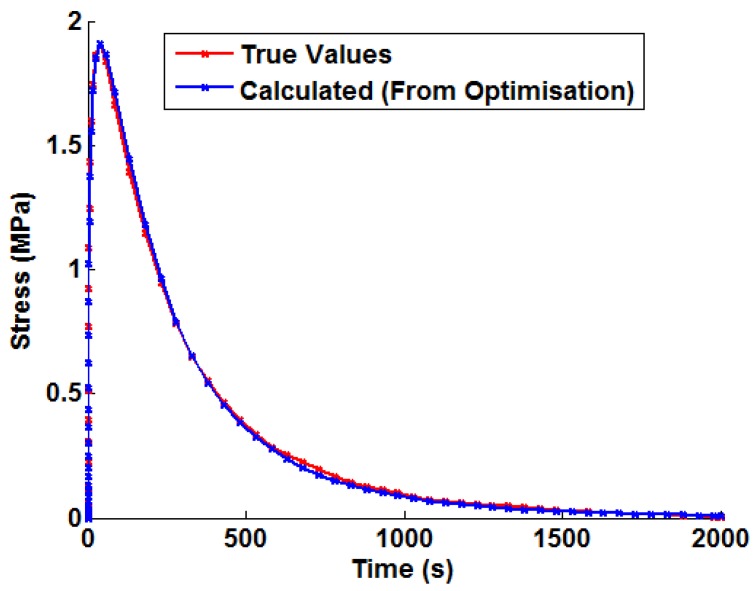 2
1.5
1
0.5
0
Stress (MPa)
True Values
Calculated (From Optimisation)
0 500 1000 1500 2000
Time (s)